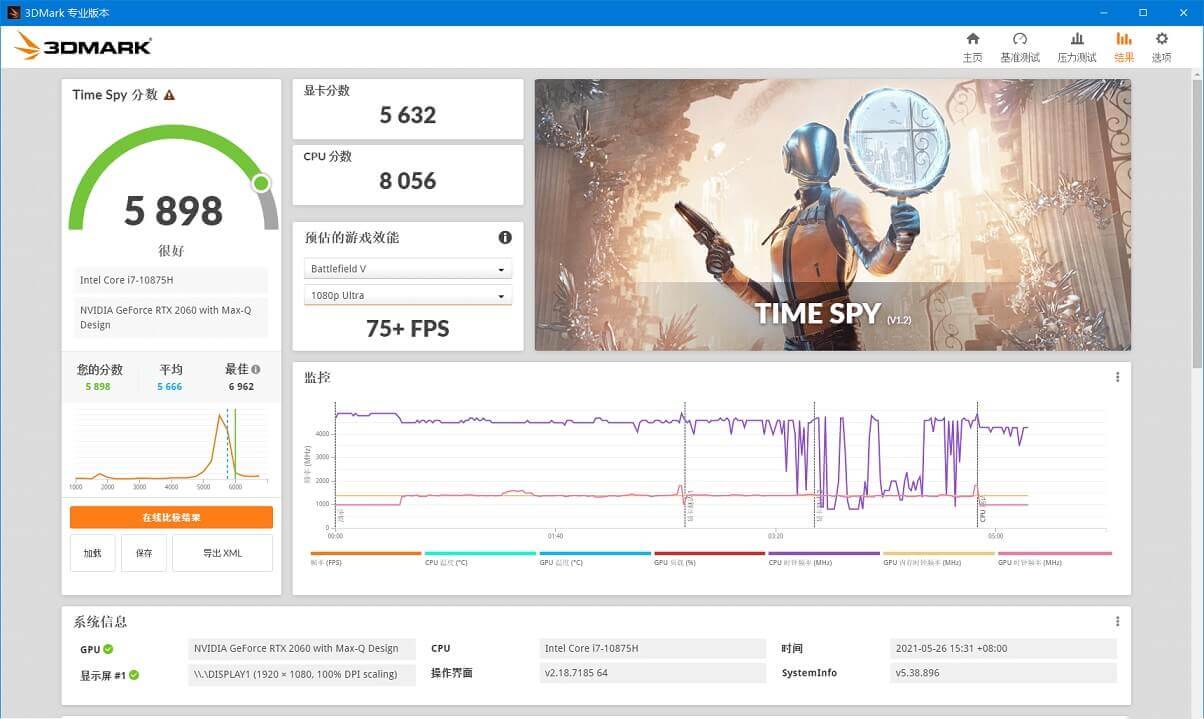 3DMark 专业版本
3DMARK
主页
基准测试
压力测试
结果
选项
Time Spy 分数
5 898
很好
Intel Core i7-10875H
NVIDIA GeForce RTX 2060 with Max-Q
Design
您的分数
平均
最佳
5 898
5 666
6 962
1000
2000
3000
4000
5000
6000
在线比较结果
加载
保存
导出 XML
显卡分数
5 632
CPU 分数
8 056
预估的游戏效能
Battlefield V
1080p Ultra
75+ FPS
TIME SPY (V1.2)
监控
频率 (MHz)
4000
3000
2000
1000
0
00:00
01:40
03:20
05:00
CPU 温度 (°C)
GPU 温度 (°C)
GPU 负载 (%)
CPU 时钟频率 (MHz)
GPU 内存时钟频率 (MHz)
GPU 时钟频率 (MHz)
系统信息
GPU
NVIDIA GeForce RTX 2060 with Max-Q Design
CPU
Intel Core i7-10875H
时间
2021-05-26 15:31 +08:00
显示屏 #1
\\.\DISPLAY1 (1920 × 1080, 100% DPI scaling)
操作界面
v2.18.7185 64
SystemInfo
v5.38.896